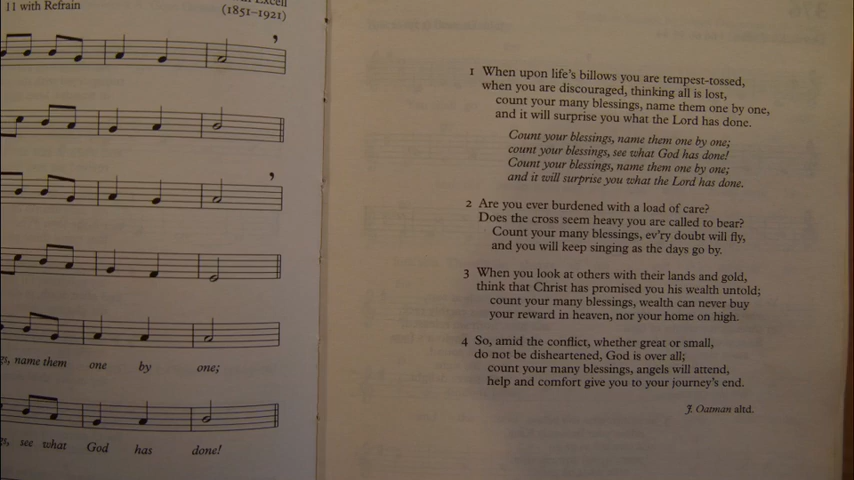 11 with Refrain
Excell
(1851–1921)
name them one by one;
see what God has done!
1 When upon life's billows you are tempest-tossed,
when you are discouraged, thinking all is lost,
count your many blessings, name them one by one,
and it will surprise you what the Lord has done.
Count your blessings, name them one by one;
count your blessings, see what God has done!
Count your blessings, name them one by one;
and it will surprise you what the Lord has done.
2 Are you ever burdened with a load of care?
Does the cross seem heavy you are called to bear?
Count your many blessings, ev'ry doubt will fly,
and you will keep singing as the days go by.
3 When you look at others with their lands and gold,
think that Christ has promised you his wealth untold;
count your many blessings, wealth can never buy
your reward in heaven, nor your home on high.
4 So, amid the conflict, whether great or small,
do not be disheartened, God is over all;
count your many blessings, angels will attend,
help and comfort give you to your journey's end.
J. Oatman altd.